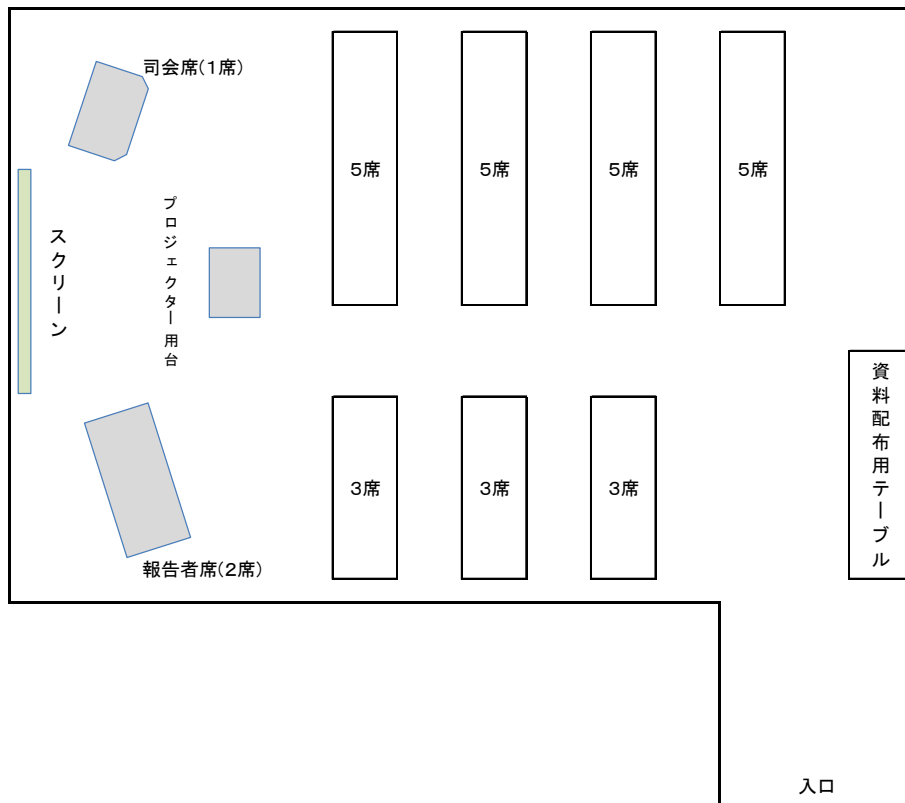 司会席(1席)
5席
5席
5席
5席
プロジェクター用台
スクリーン
資料配布用テーブル
3席
3席
3席
報告者席(2席)
入口